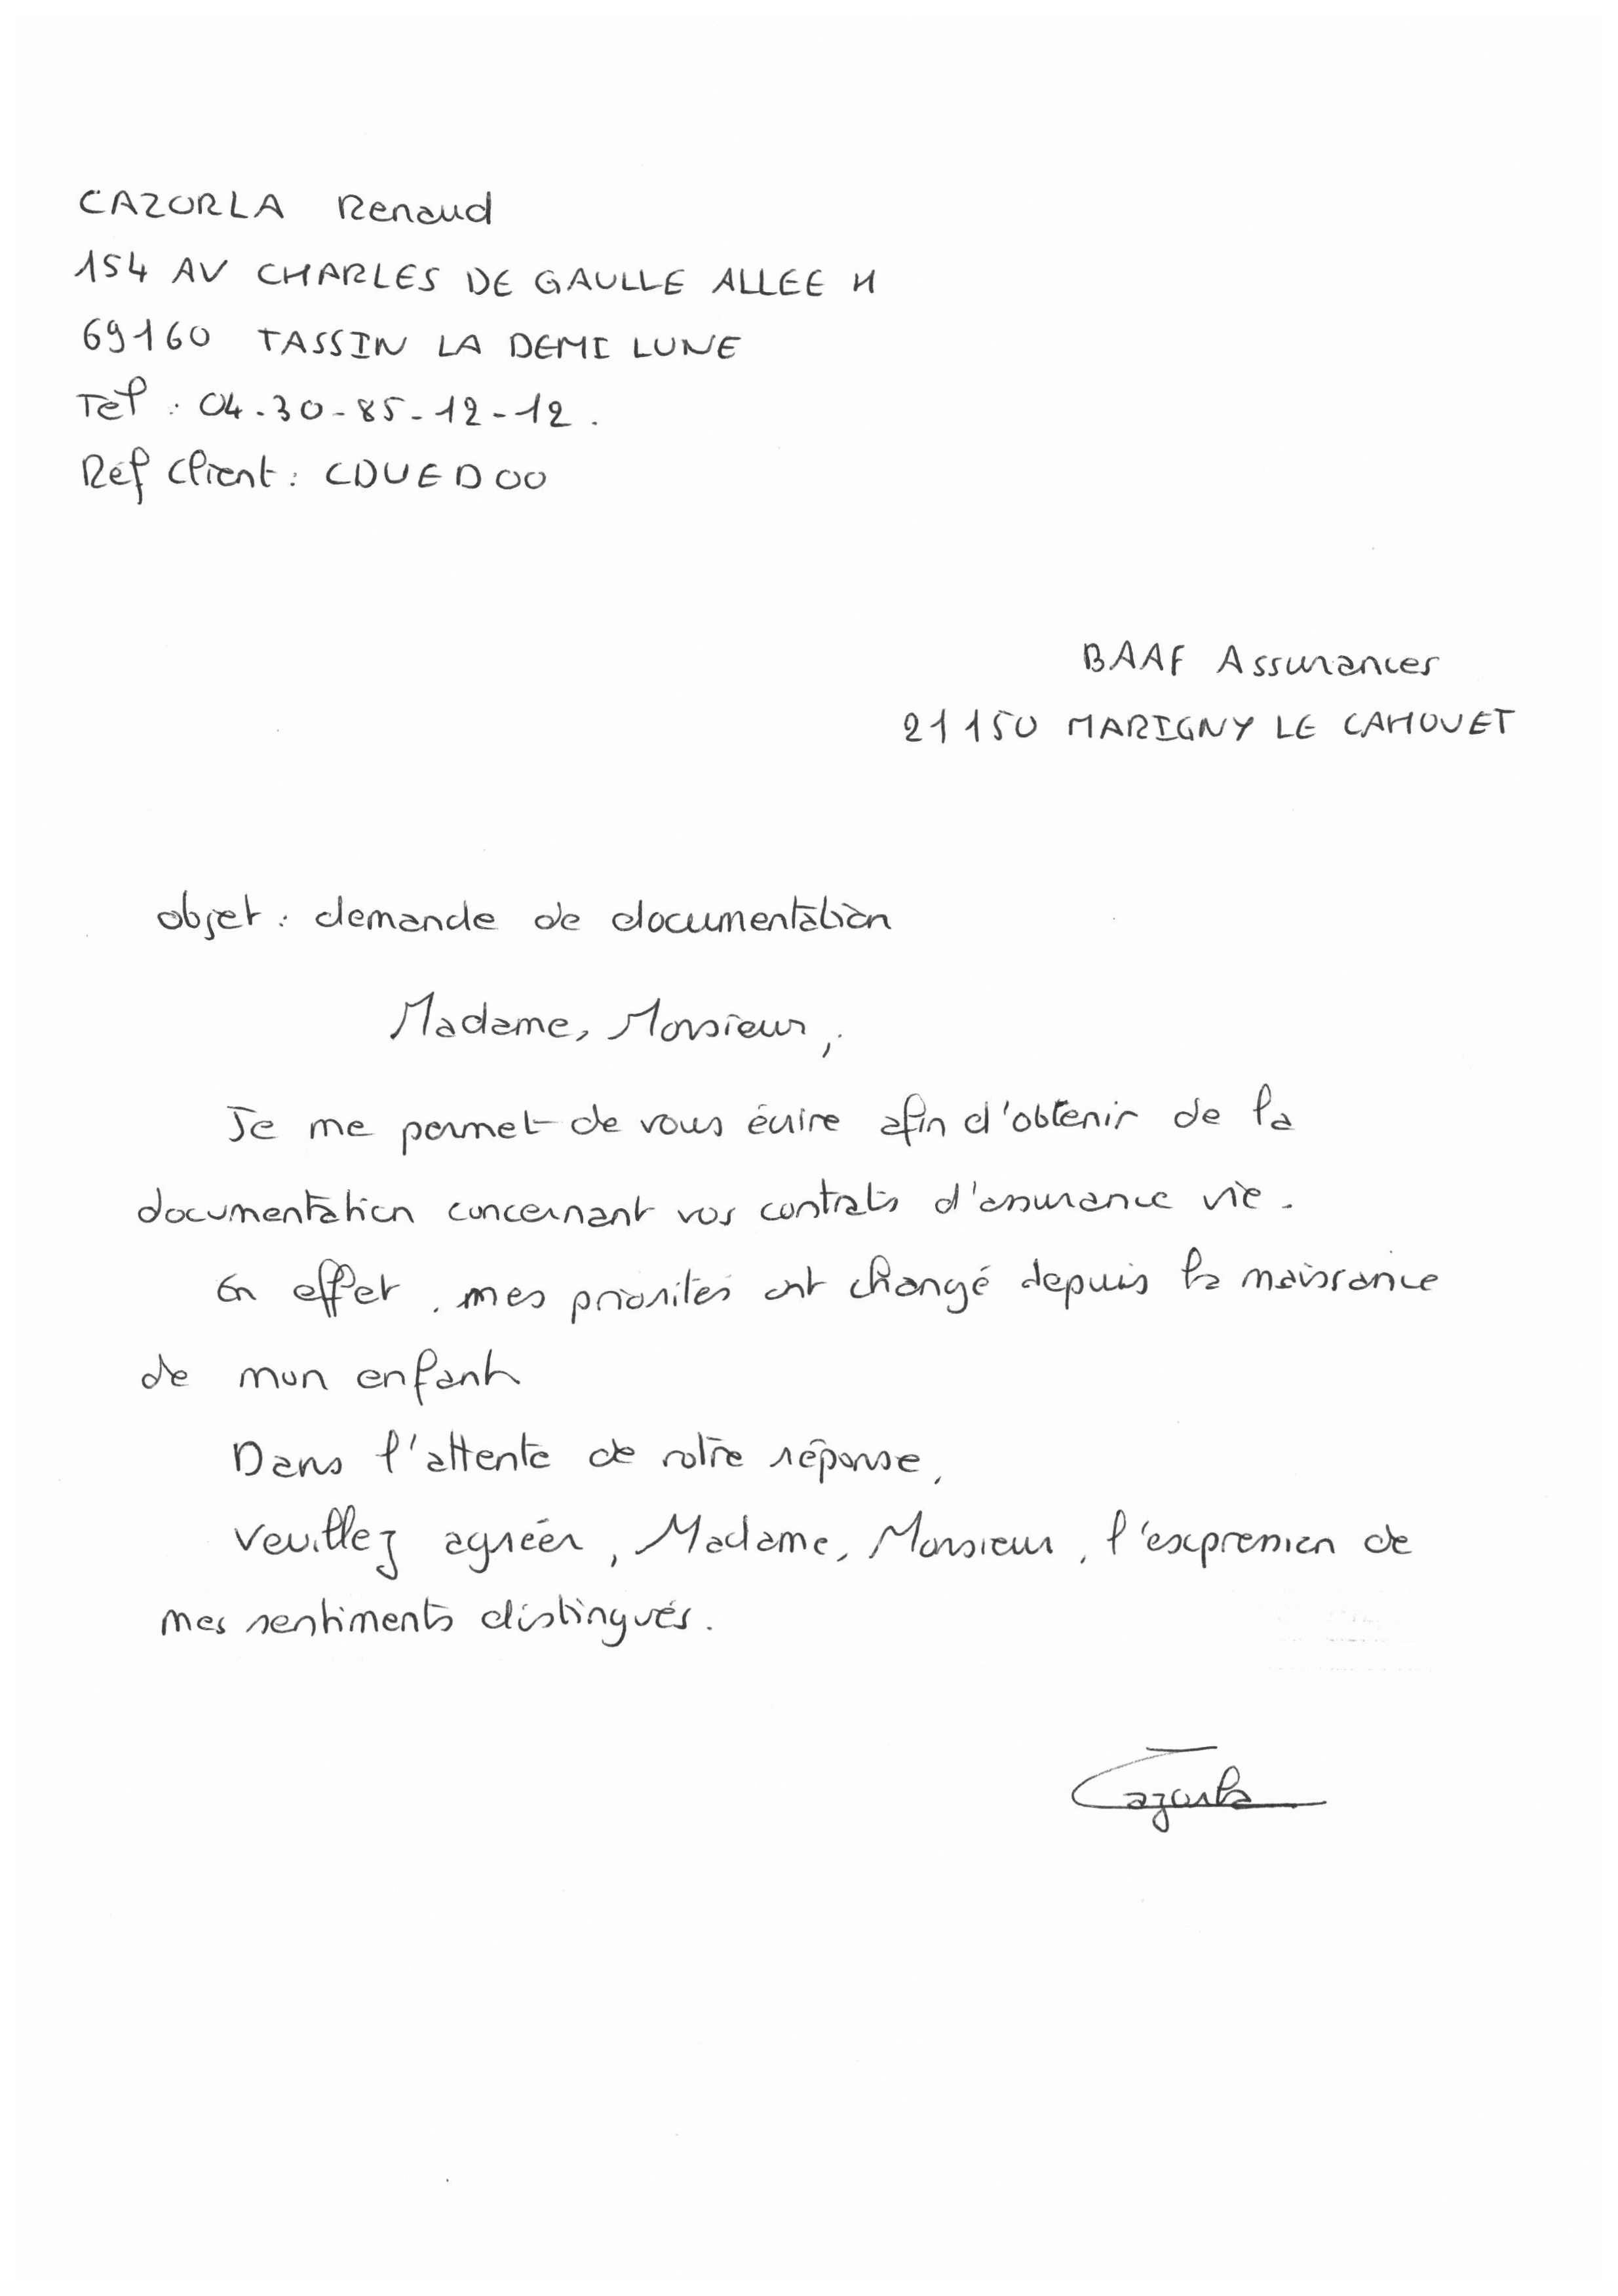 CAZORLA Renaud
154 AV CHARLES DE GAULLE ALLEE H
69160 TASSIN LA DEMI LUNE
Tel : 04-30-85-12-12.
Ref Client : CDUED00
BAAF Assurances
21150 MARIGNY LE CAHOUET
objet : demande de documentation
Madame, Monsieur,
Je me permet de vous écrire afin d'obtenir de la
documentation concernant vos contrats d'assurance vie.
En effet, mes priorités ont changé depuis la naissance
de mon enfant
Dans l'attente de votre réponse,
Veuillez agréer, Madame, Monsieur, l'expression de
mes sentiments distingués.
Cazorla